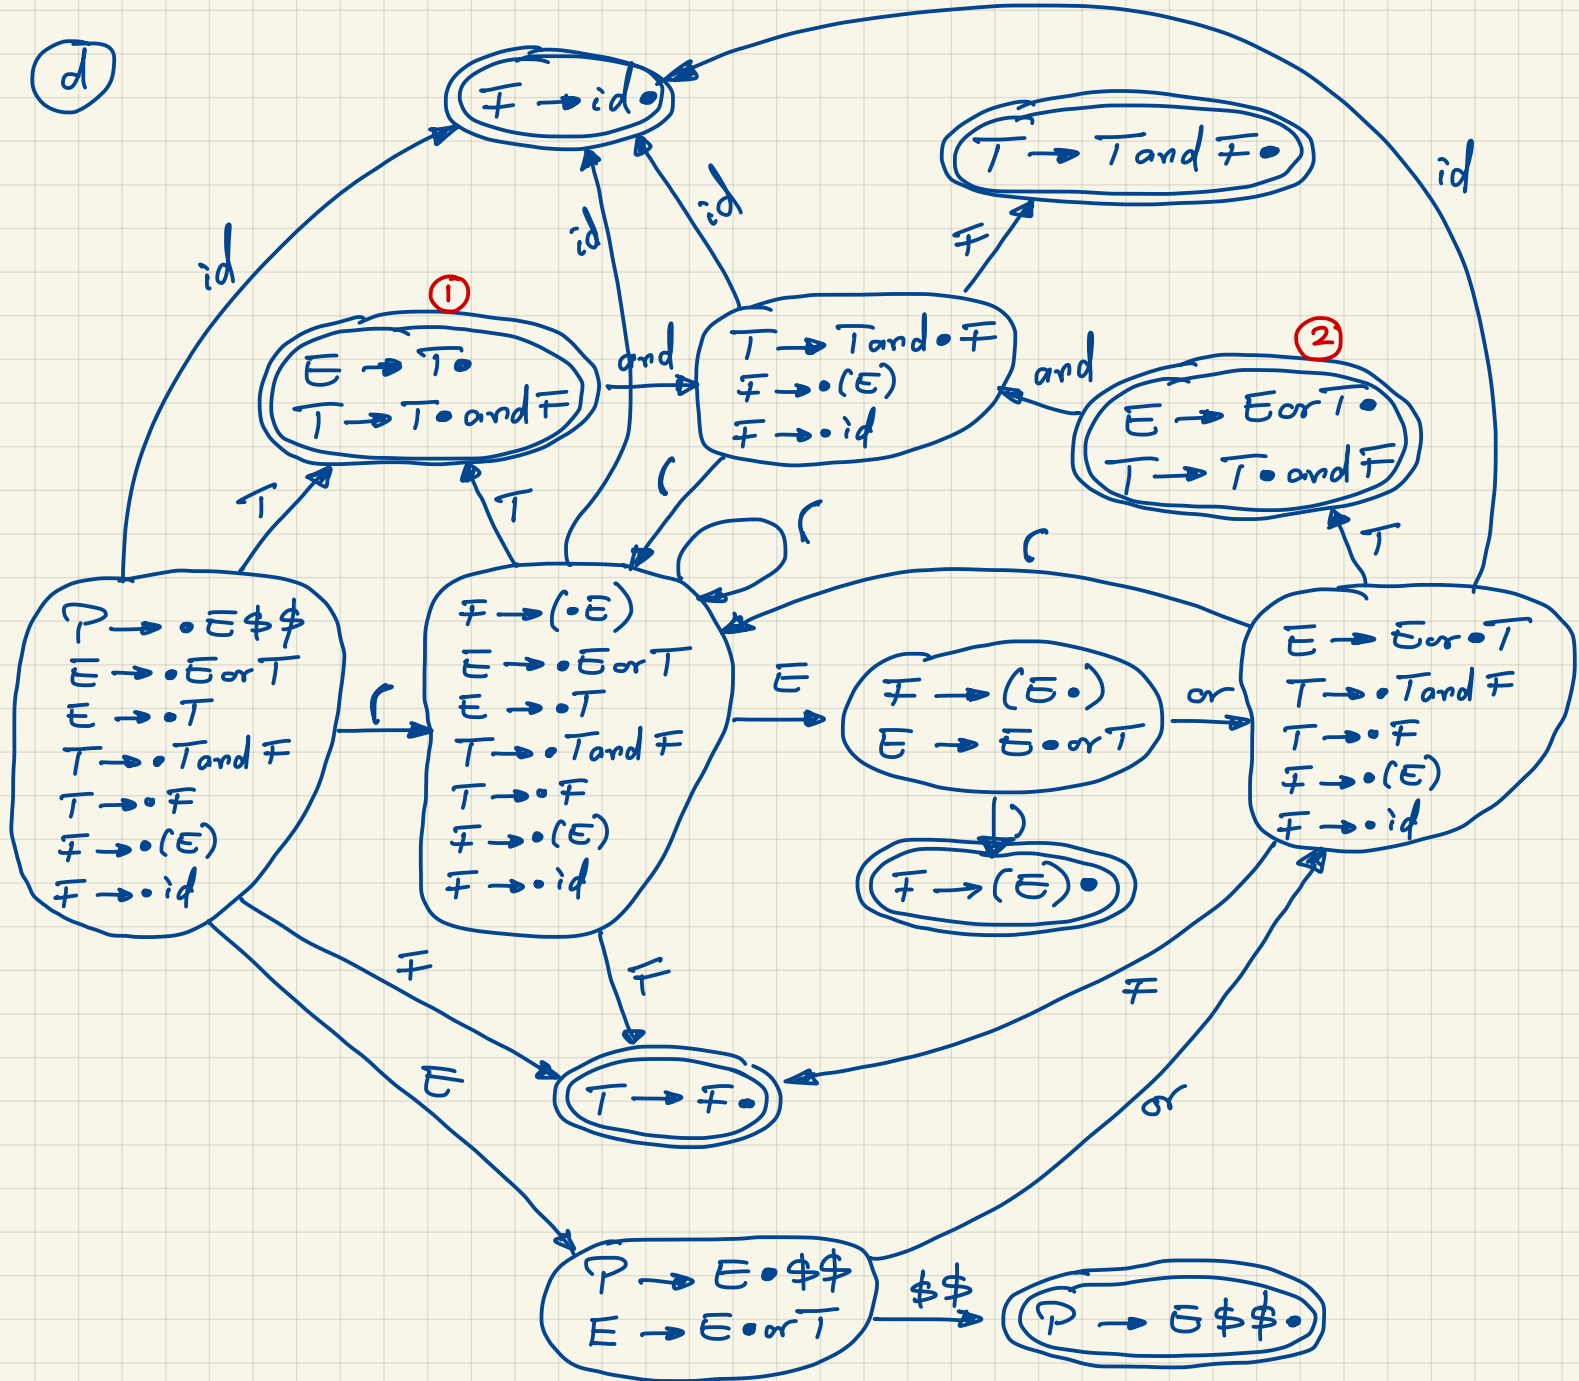 d
F → id •
T → T and F •
id
id
id
id
F
1
E → T •
T → T • and F
and
T → T and • F
F → • (E)
F → • id
and
2
E → E or T •
T → T • and F
T
T
(
(
(
T
P → • E $$
E → • E or T
E → • T
T → • T and F
T → • F
F → • (E)
F → • id
(
F → ( • E)
E → • E or T
E → • T
T → • T and F
T → • F
F → • (E)
F → • id
E
F → (E • )
E → E • or T
or
E → E or • T
T → • T and F
T → • F
F → • (E)
F → • id
)
F → (E) •
F
F
F
E
T → F •
or
P → E • $$
E → E • or T
$$
P → E $$ •